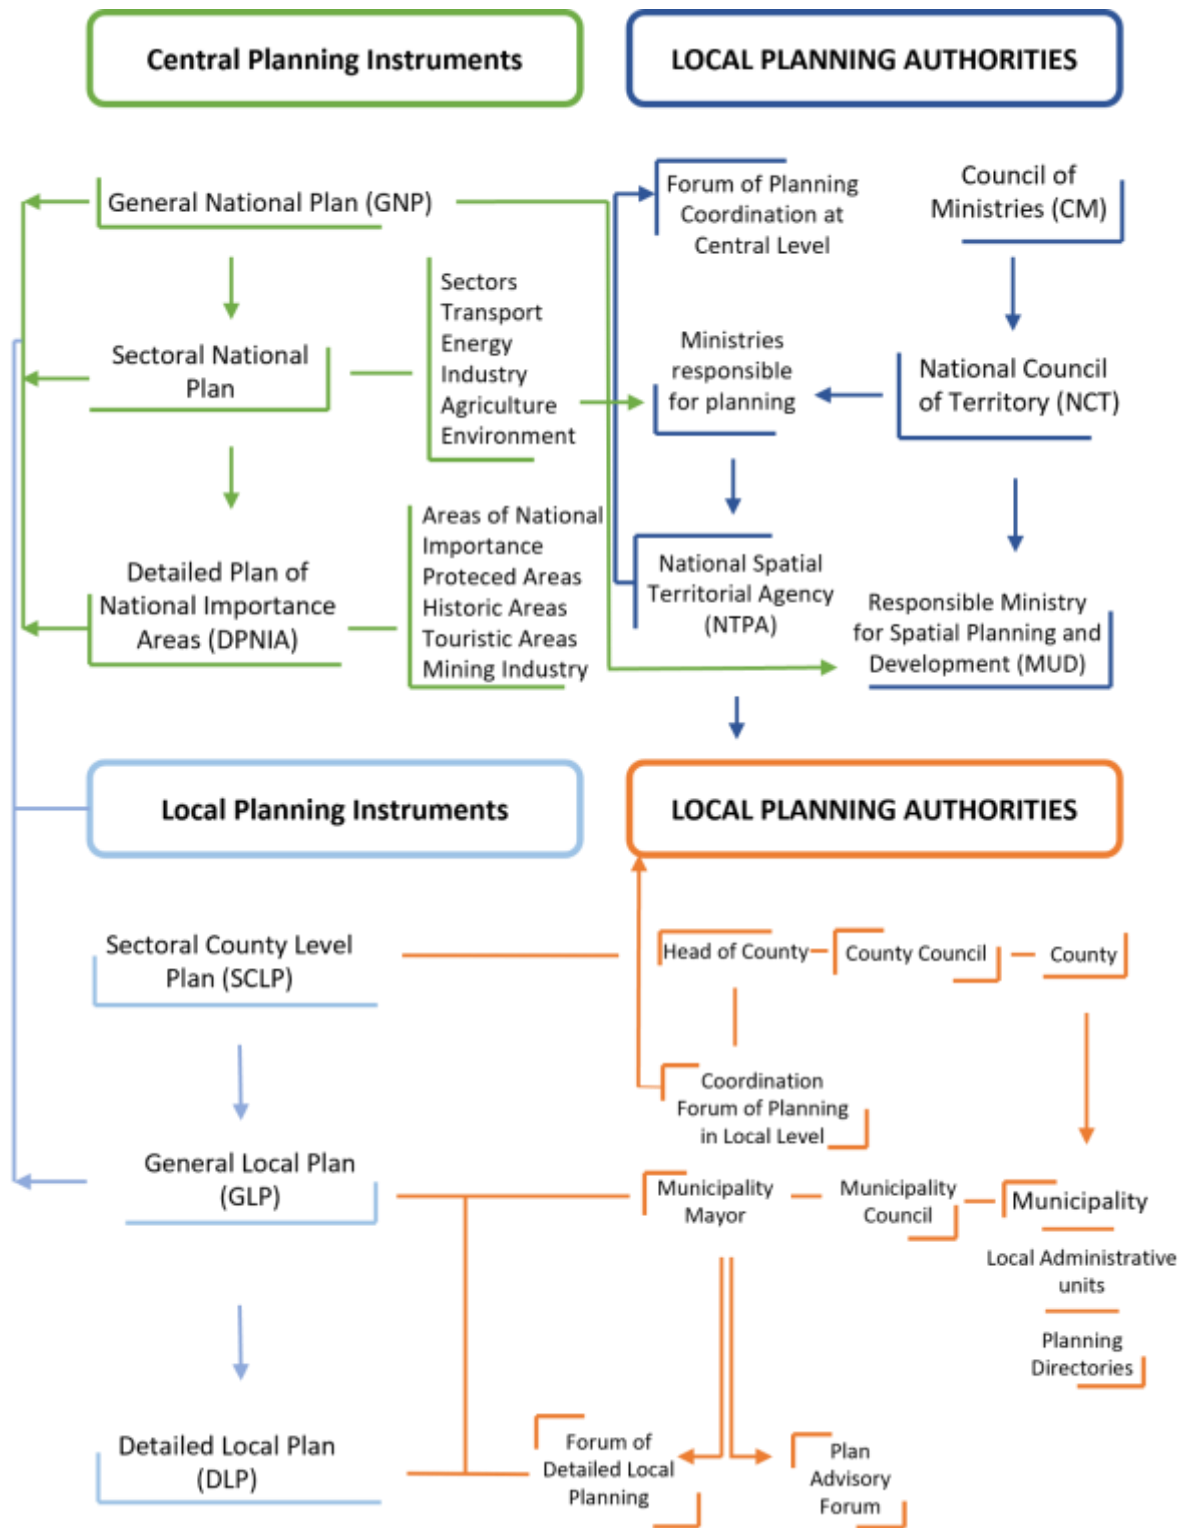 Central Planning Instruments
LOCAL PLANNING AUTHORITIES
General National Plan (GNP)
Forum of Planning
Coordination at
Central Level
Council of
Ministries (CM)
Sectoral National
Plan
Sectors
Transport
Energy
Industry
Agriculture
Environment
Ministries
responsible
for planning
National Council
of Territory (NCT)
Detailed Plan of
National Importance
Areas (DPNIA)
Areas of National
Importance
Proteced Areas
Historic Areas
Touristic Areas
Mining Industry
National Spatial
Territorial Agency
(NTPA)
Responsible Ministry
for Spatial Planning and
Development (MUD)
Local Planning Instruments
LOCAL PLANNING AUTHORITIES
Sectoral County Level
Plan (SCLP)
Head of County
County Council
County
Coordination
Forum of Planning
in Local Level
General Local Plan
(GLP)
Municipality
Mayor
Municipality
Council
Municipality
Local Administrative
units
Planning
Directories
Detailed Local Plan
(DLP)
Forum of
Detailed Local
Planning
Plan
Advisory
Forum